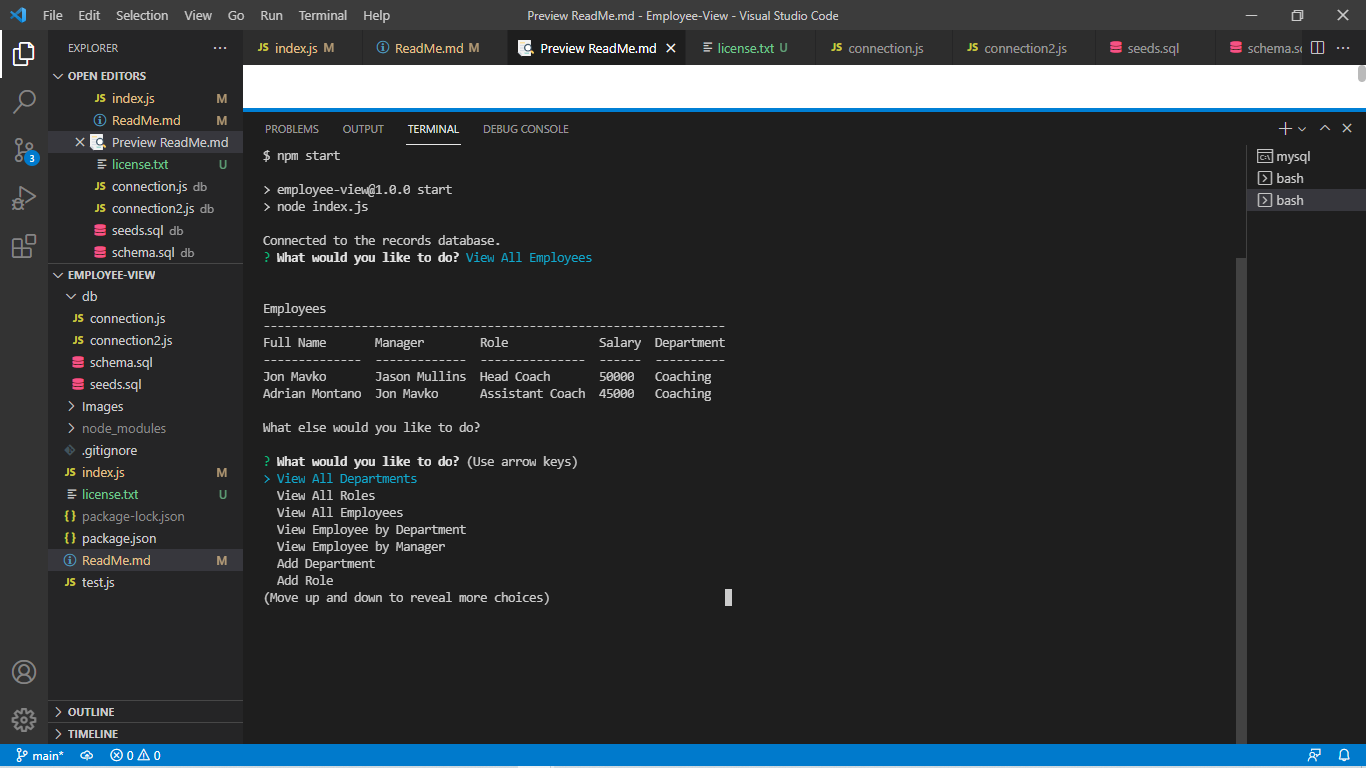 File Edit Selection View Go Run Terminal Help Preview ReadMe.md - Employee-View - Visual Studio Code
EXPLORER
JS index.js M
ReadMe.md M
Preview ReadMe.md
license.txt U
JS connection.js
JS connection2.js
seeds.sql
schema.sc
OPEN EDITORS
JS index.js M
ReadMe.md M
Preview ReadMe.md
license.txt U
JS connection.js db
JS connection2.js db
seeds.sql db
schema.sql db
EMPLOYEE-VIEW
db
JS connection.js
JS connection2.js
schema.sql
seeds.sql
Images
node_modules
.gitignore
JS index.js M
license.txt U
{} package-lock.json
{} package.json
ReadMe.md M
JS test.js
OUTLINE
TIMELINE
3
PROBLEMS OUTPUT TERMINAL DEBUG CONSOLE
$ npm start
> employee-view@1.0.0 start
> node index.js
Connected to the records database.
? What would you like to do? View All Employees
Employees
------------------------------------------------------------------
Full Name Manager Role Salary Department
-------------- ------------- --------------- ------ ----------
Jon Mavko Jason Mullins Head Coach 50000 Coaching
Adrian Montano Jon Mavko Assistant Coach 45000 Coaching
What else would you like to do?
? What would you like to do? (Use arrow keys)
> View All Departments
View All Roles
View All Employees
View Employee by Department
View Employee by Manager
Add Department
Add Role
(Move up and down to reveal more choices)
mysql
bash
bash
main* 0 0